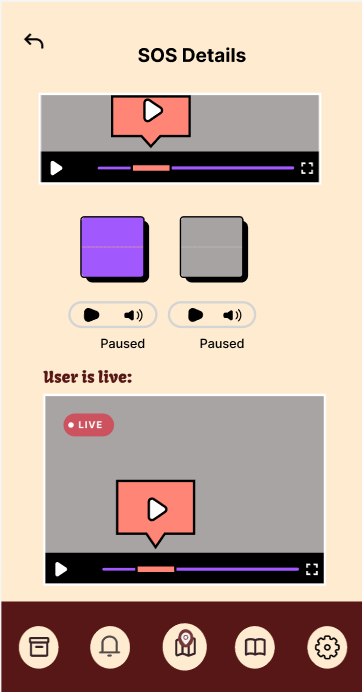 SOS Details
Paused
Paused
User is live:
LIVE